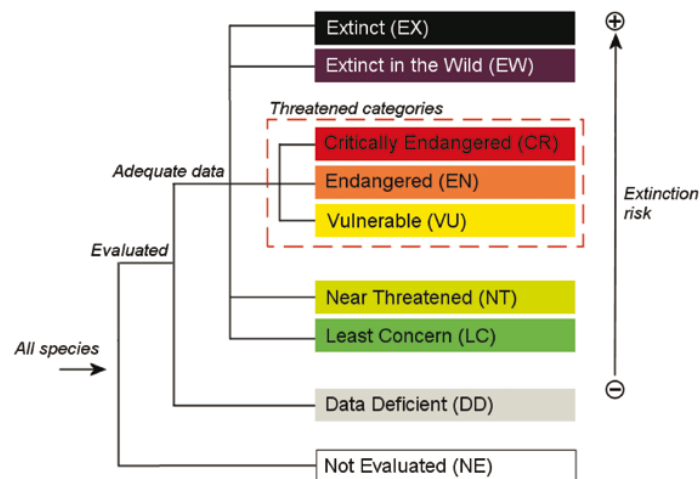 Extinct (EX)
Extinct in the Wild (EW)
Threatened categories
Critically Endangered (CR)
Adequate data
Endangered (EN)
Extinction
risk
Vulnerable (VU)
Evaluated
Near Threatened (NT)
Least Concern (LC)
All species
Data Deficient (DD)
Not Evaluated (NE)